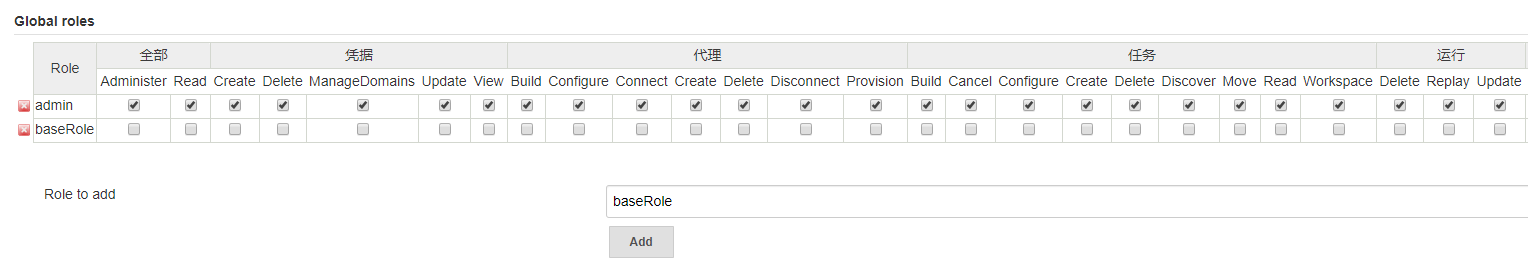 Global roles
Role 全部 凭据 代理 任务 运行
Administer Read Create Delete ManageDomains Update View Build Configure Connect Create Delete Disconnect Provision Build Cancel Configure Create Delete Discover Move Read Workspace Delete Replay Update
admin
baseRole
Role to add
baseRole
Add